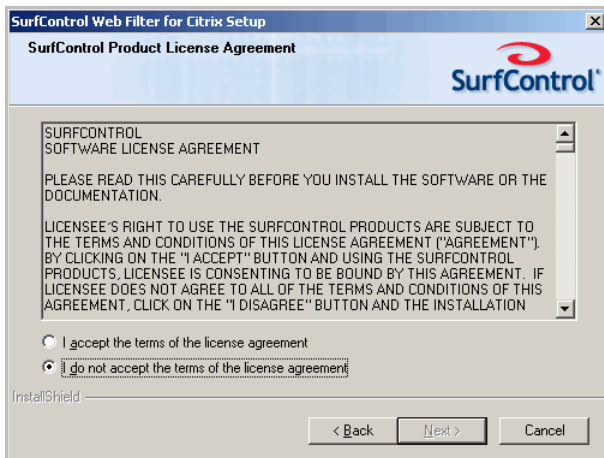 SurfControl Web Filter for Citrix Setup
SurfControl Product License Agreement
SurfControl
SURFCONTROL
SOFTWARE LICENSE AGREEMENT
PLEASE READ THIS CAREFULLY BEFORE YOU INSTALL THE SOFTWARE OR THE
DOCUMENTATION.
LICENSEE'S RIGHT TO USE THE SURFCONTROL PRODUCTS ARE SUBJECT TO
THE TERMS AND CONDITIONS OF THIS LICENSE AGREEMENT ("AGREEMENT").
BY CLICKING ON THE "I ACCEPT" BUTTON AND USING THE SURFCONTROL
PRODUCTS, LICENSEE IS CONSENTING TO BE BOUND BY THIS AGREEMENT. IF
LICENSEE DOES NOT AGREE TO ALL OF THE TERMS AND CONDITIONS OF THIS
AGREEMENT, CLICK ON THE "I DISAGREE" BUTTON AND THE INSTALLATION
I accept the terms of the license agreement
I do not accept the terms of the license agreement
InstallShield
< Back
Next >
Cancel